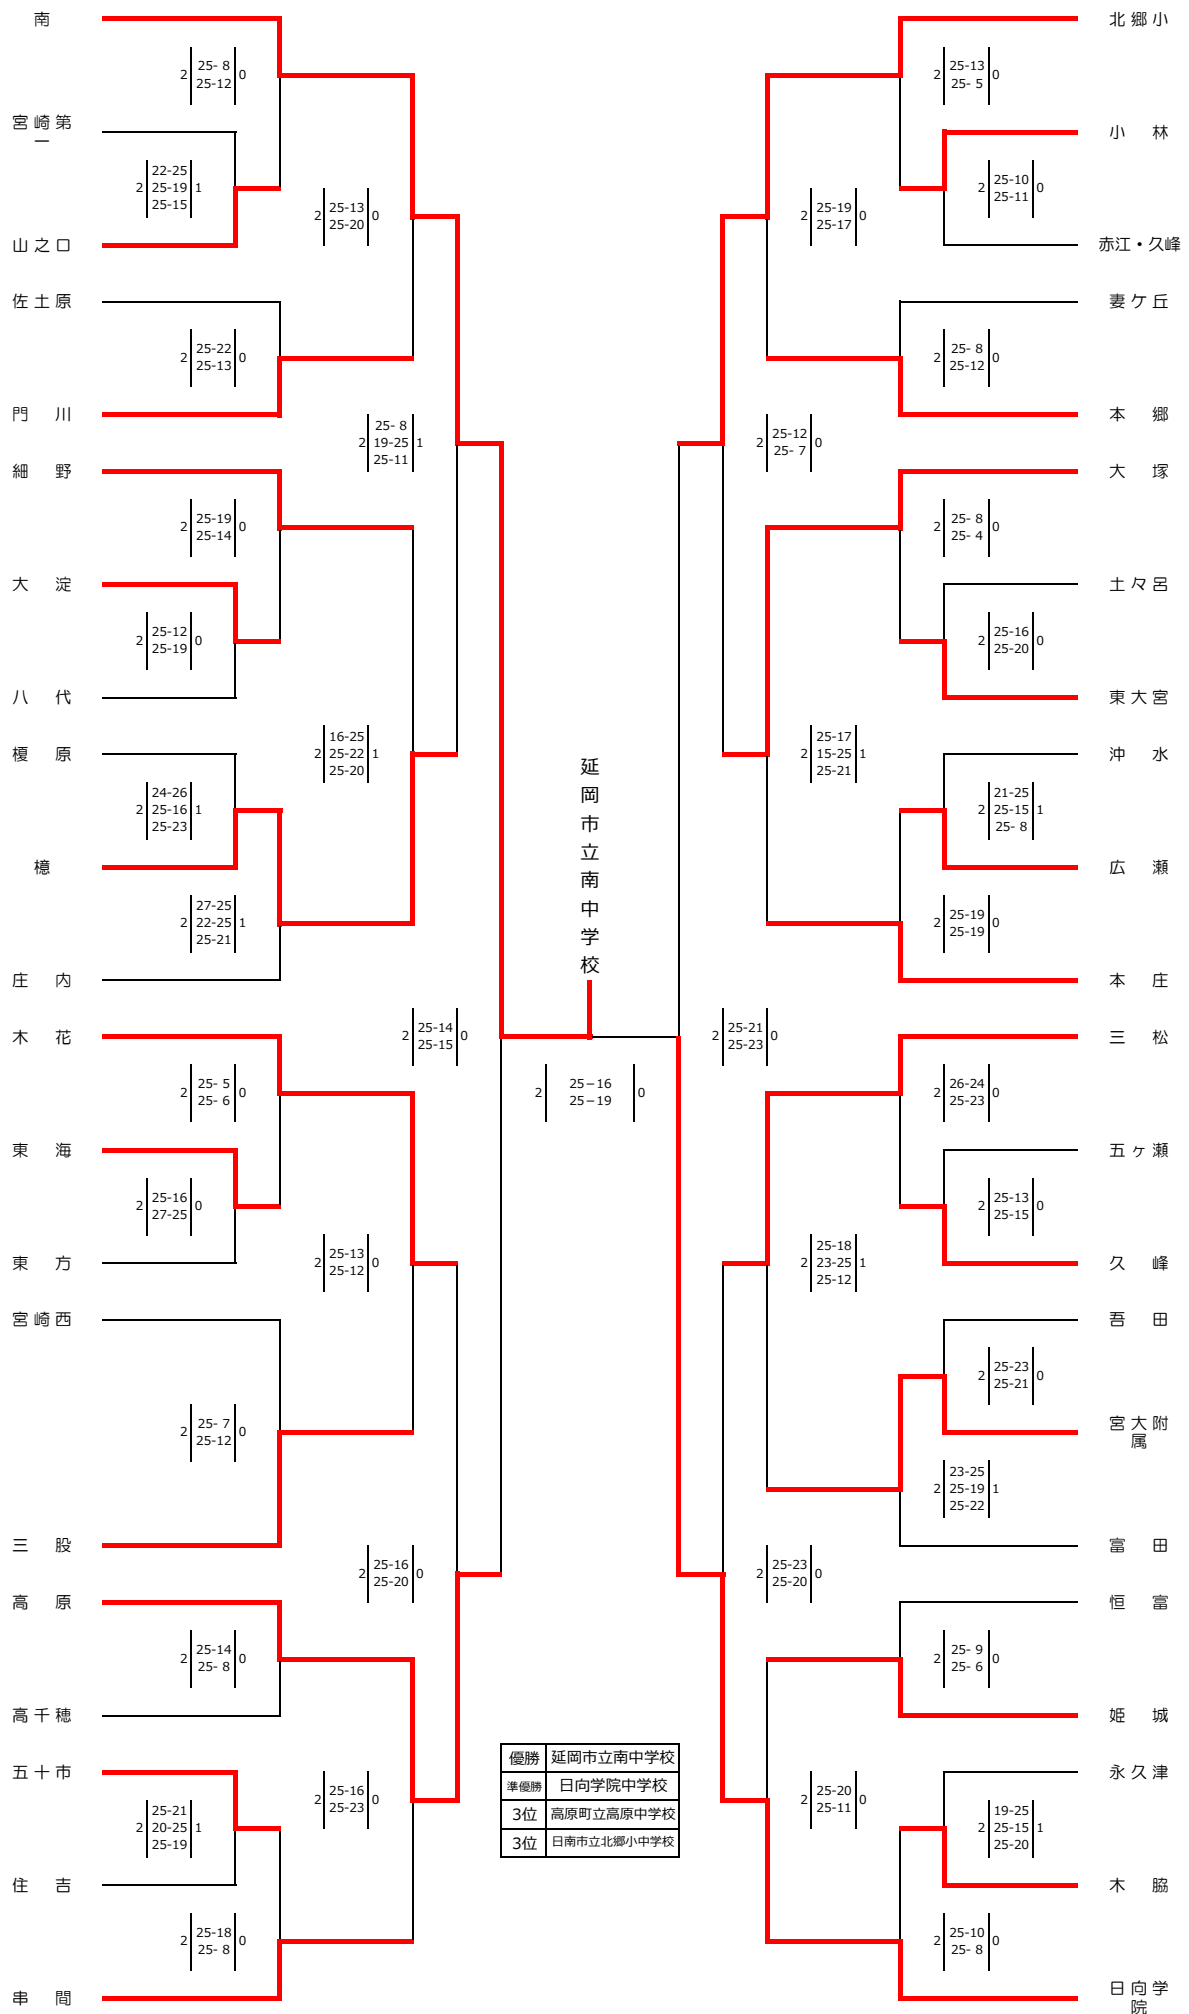 南
2 25- 8 0
25-12
宮崎第
一
2 22-25 1
25-19
25-15
山之口
2 25-13 0
25-20
佐土原
2 25-22 0
25-13
門 川
2 25- 8 1
19-25
25-11
細 野
2 25-19 0
25-14
大 淀
2 25-12 0
25-19
八 代
2 16-25 1
25-22
25-20
榎 原
2 24-26 1
25-16
25-23
檍
2 27-25 1
22-25
25-21
庄 内
2 25-14 0
25-15
木 花
2 25- 5 0
25- 6
東 海
2 25-16 0
27-25
東 方
2 25-13 0
25-12
宮崎西
2 25- 7 0
25-12
三 股
2 25-16 0
25-20
高 原
2 25-14 0
25- 8
高千穂
五十市
2 25-16 0
25-23
2 25-21 1
20-25
25-19
住 吉
2 25-18 0
25- 8
串 間
延岡市立南中学校
2 25-16 0
25-19
優勝 延岡市立南中学校
準優勝 日向学院中学校
3位 高原町立高原中学校
3位 日南市立北郷小中学校
北郷小
2 25-13 0
25- 5
小 林
2 25-10 0
25-11
2 25-19 0
25-17
赤江・久峰
妻ケ丘
2 25- 8 0
25-12
本 郷
2 25-12 0
25- 7
大 塚
2 25- 8 0
25- 4
土々呂
2 25-16 0
25-20
東大宮
2 25-17 1
15-25
25-21
沖 水
2 21-25 1
25-15
25- 8
広 瀬
2 25-19 0
25-19
本 庄
2 25-21 0
25-23
三 松
2 26-24 0
25-23
五ヶ瀬
2 25-13 0
25-15
久 峰
2 25-18 1
23-25
25-12
吾 田
2 25-23 0
25-21
宮大附
属
2 23-25 1
25-19
25-22
富 田
2 25-23 0
25-20
恒 富
2 25- 9 0
25- 6
姫 城
永久津
2 25-20 0
25-11
2 19-25 1
25-15
25-20
木 脇
2 25-10 0
25- 8
日向学
院